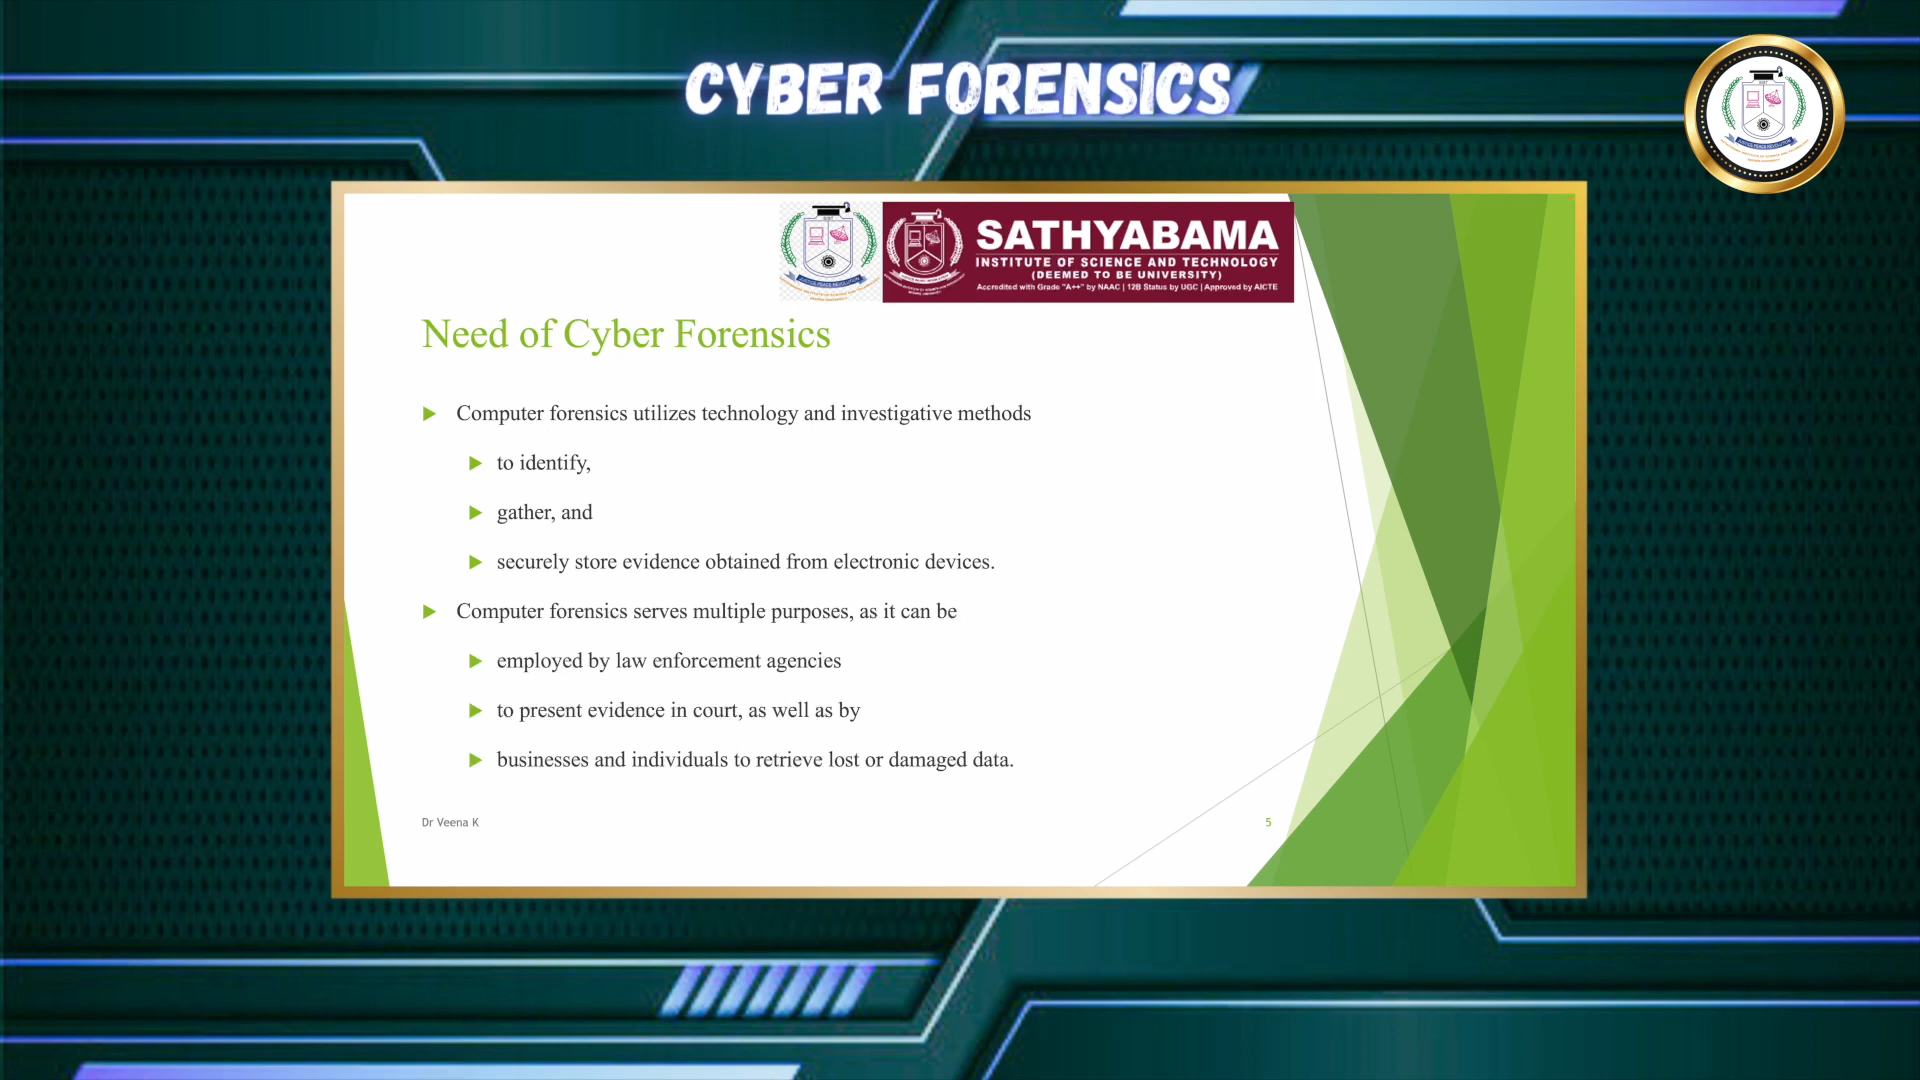 CYBER FORENSICS
SATHYABAMA
INSTITUTE OF SCIENCE AND TECHNOLOGY
(DEEMED TO BE UNIVERSITY)
Accredited with Grade "A++" by NAAC | 12B Status by UGC | Approved by AICTE
Need of Cyber Forensics
Computer forensics utilizes technology and investigative methods
to identify,
gather, and
securely store evidence obtained from electronic devices.
Computer forensics serves multiple purposes, as it can be
employed by law enforcement agencies
to present evidence in court, as well as by
businesses and individuals to retrieve lost or damaged data.
Dr Veena K
5